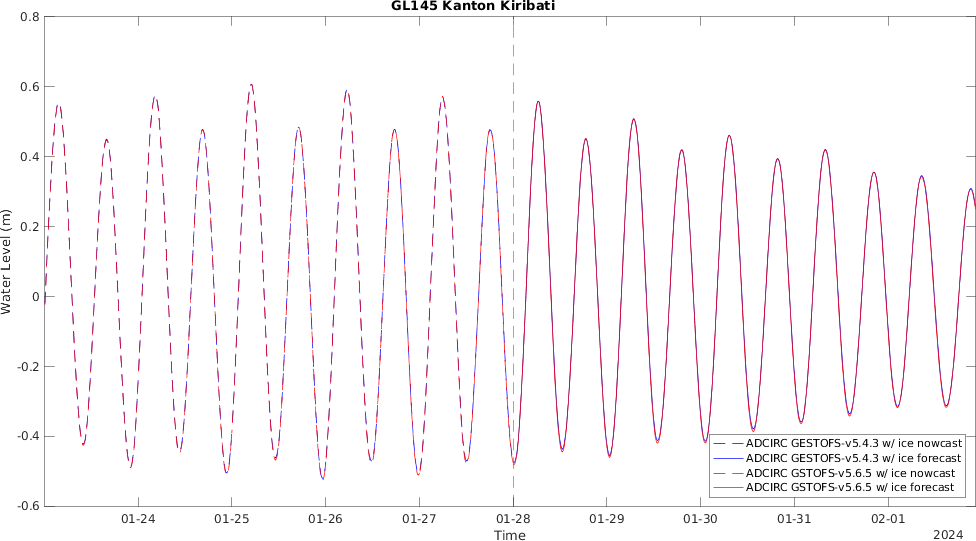 GL145 Kanton Kiribati
0.8
0.6
0.4
0.2
0
-0.2
-0.4
-0.6
Water Level (m)
01-24
01-25
01-26
01-27
01-28
01-29
01-30
01-31
02-01
Time
2024
ADCIRC GESTOFS-v5.4.3 w/ ice nowcast
ADCIRC GESTOFS-v5.4.3 w/ ice forecast
ADCIRC GSTOFS-v5.6.5 w/ ice nowcast
ADCIRC GSTOFS-v5.6.5 w/ ice forecast